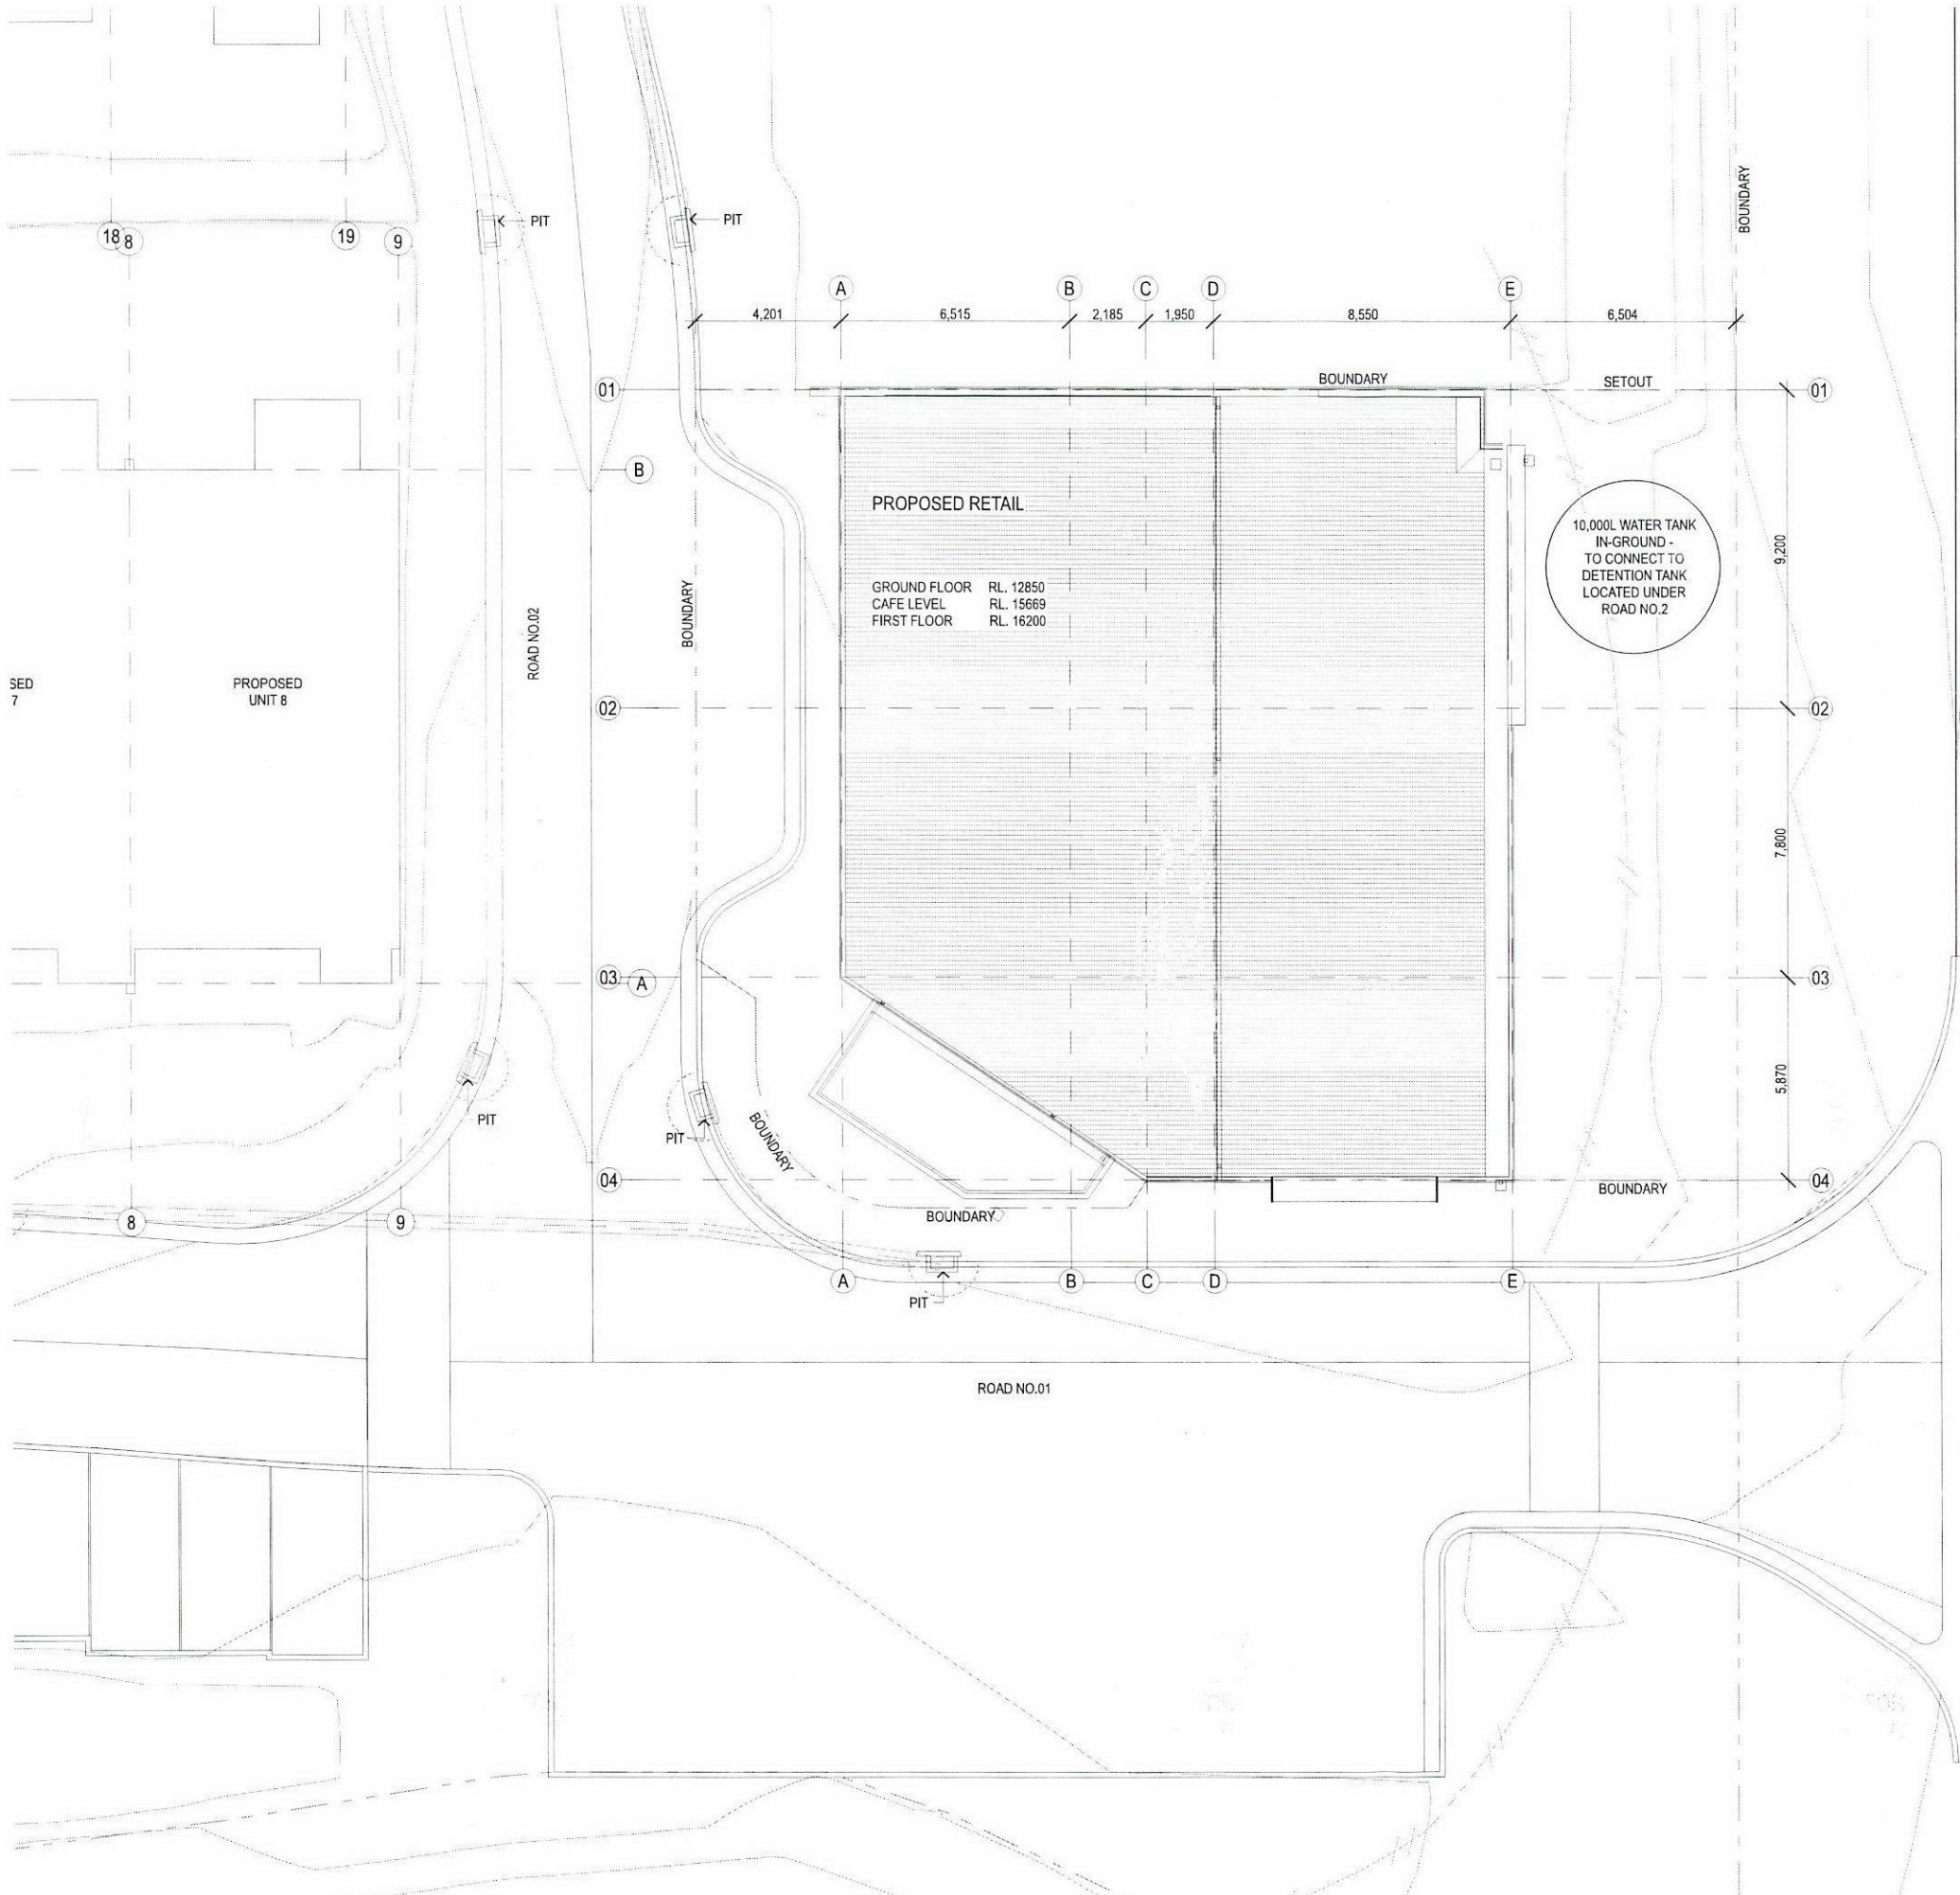 BOUNDARY
PIT
PIT
18
8
19
9
A
B
C
D
E
4,201
6,515
2,185
1,950
8,550
6,504
01
BOUNDARY
SETOUT
01
B
PROPOSED RETAIL
10,000L WATER TANK
IN-GROUND -
TO CONNECT TO
DETENTION TANK
LOCATED UNDER
ROAD NO.2
9,200
GROUND FLOOR RL. 12850
CAFE LEVEL RL. 15669
FIRST FLOOR RL. 16200
BOUNDARY
ROAD NO.02
SED
7
PROPOSED
UNIT 8
02
02
7,800
03
A
03
5,870
PIT
PIT
BOUNDARY
04
BOUNDARY
04
8
9
BOUNDARY
A
B
C
D
E
PIT
ROAD NO.01